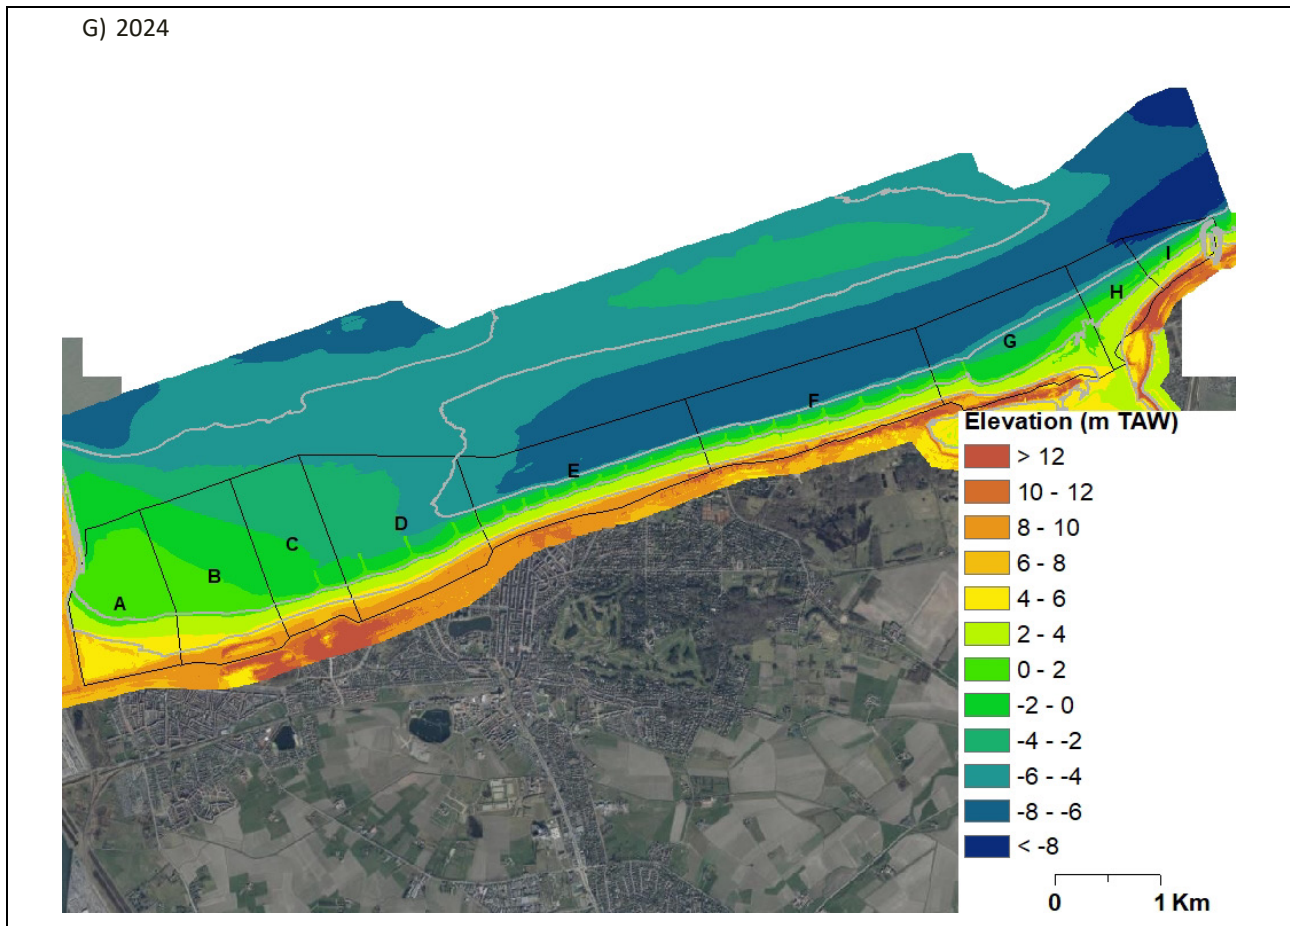 G) 2024
I
H
G
F
E
D
C
B
A
Elevation (m TAW)
> 12
10 - 12
8 - 10
6 - 8
4 - 6
2 - 4
0 - 2
-2 - 0
-4 - -2
-6 - -4
-8 - -6
< -8
0 1 Km